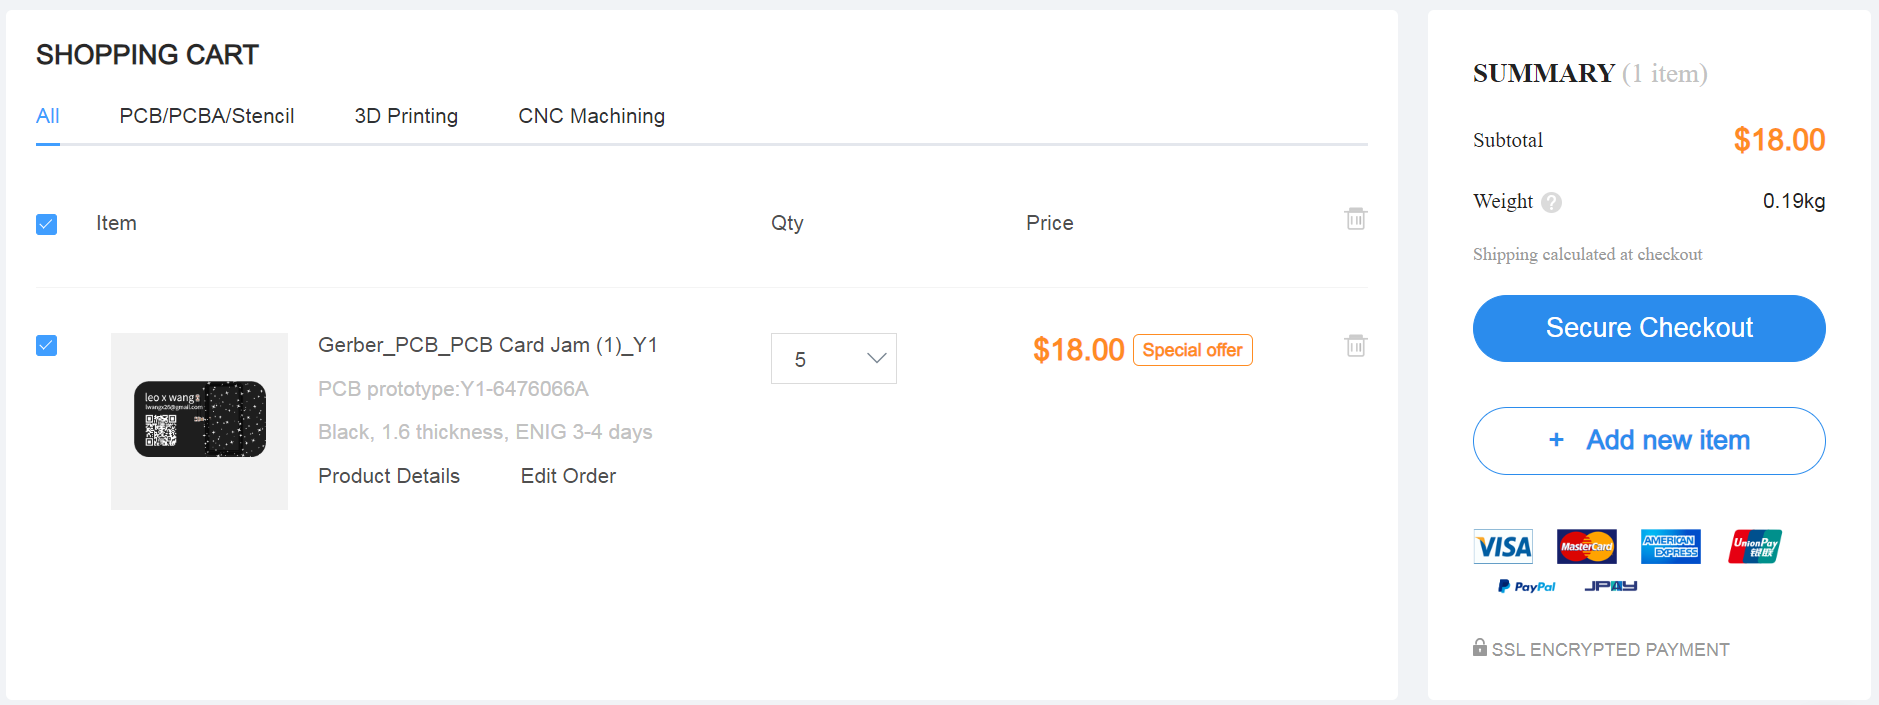 SHOPPING CART
All PCB/PCBA/Stencil 3D Printing CNC Machining
Item Qty Price
leo x wang
lwangx26@gmail.com
Gerber_PCB_PCB Card Jam (1)_Y1
PCB prototype:Y1-6476066A
Black, 1.6 thickness, ENIG 3-4 days
Product Details Edit Order
5
$18.00 Special offer
SUMMARY (1 item)
Subtotal $18.00
Weight ? 0.19kg
Shipping calculated at checkout
Secure Checkout
+ Add new item
VISA MasterCard AMERICAN EXPRESS UnionPay 银联
PayPal JPAY
SSL ENCRYPTED PAYMENT